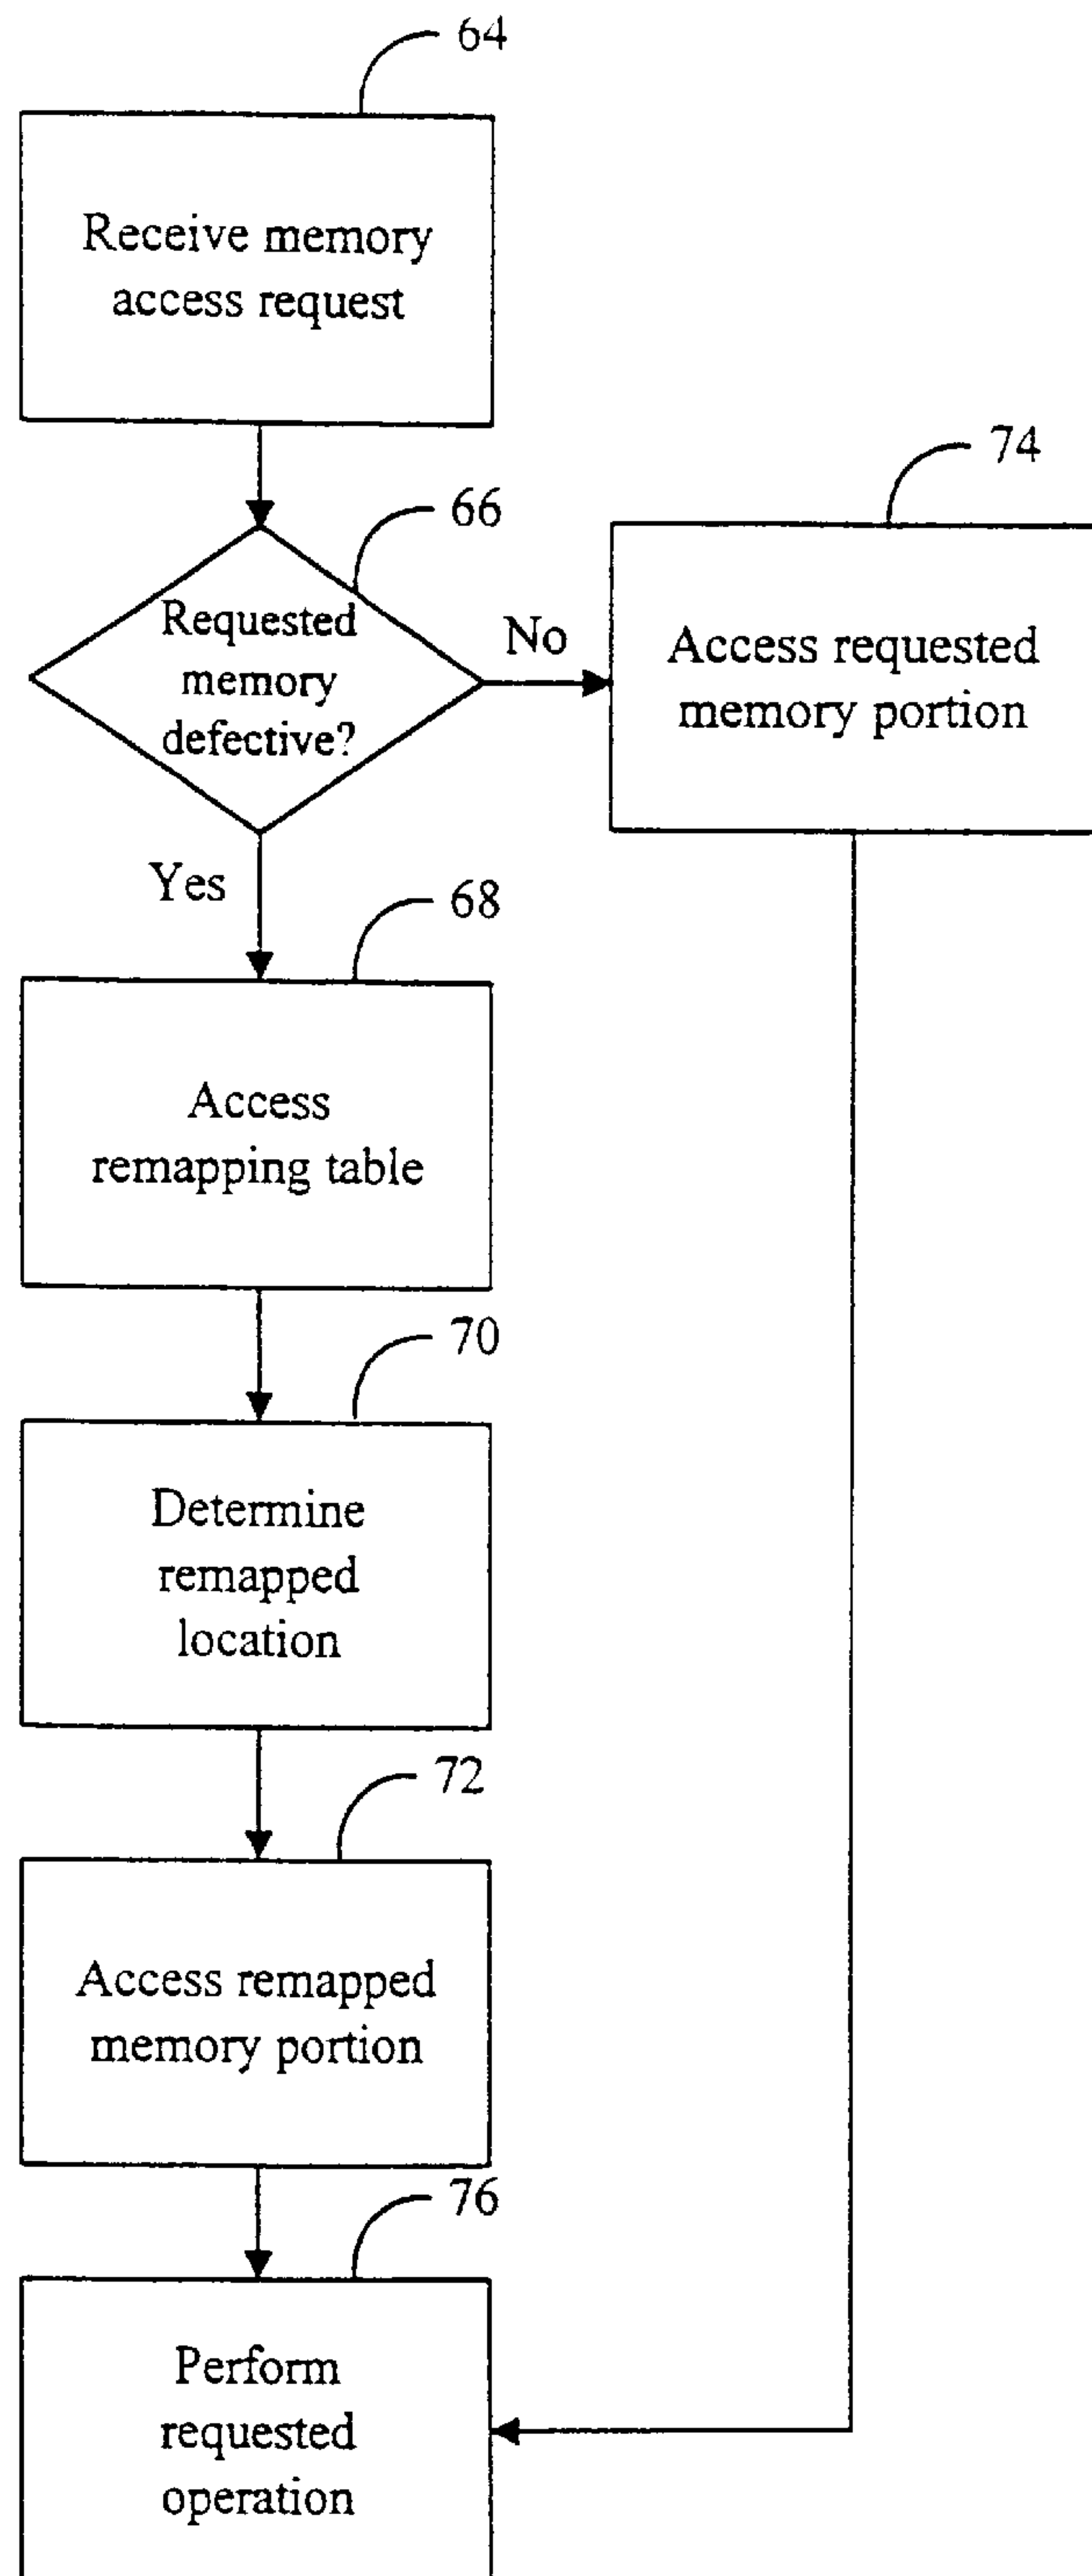 64
Receive memory
access request
66
Requested
memory
defective?
No
74
Access requested
memory portion
Yes
68
Access
remapping table
70
Determine
remapped
location
72
Access remapped
memory portion
76
Perform
requested
operation